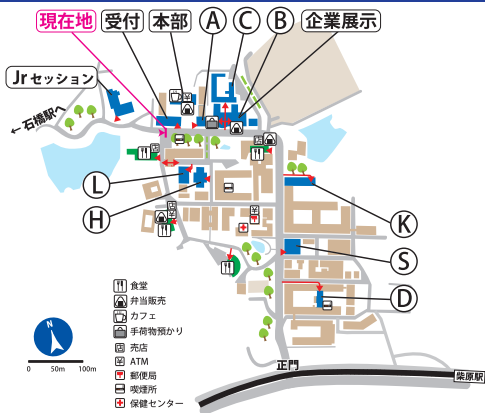 現在地 受付 本部 A C B 企業展示
Jr セッション
← 石橋駅へ
売店
L
H
K
S
D
食堂
弁当販売
カフェ
手荷物預かり
売店
ATM
郵便局
喫煙所
保健センター
N
0 50m 100m
正門
柴原駅